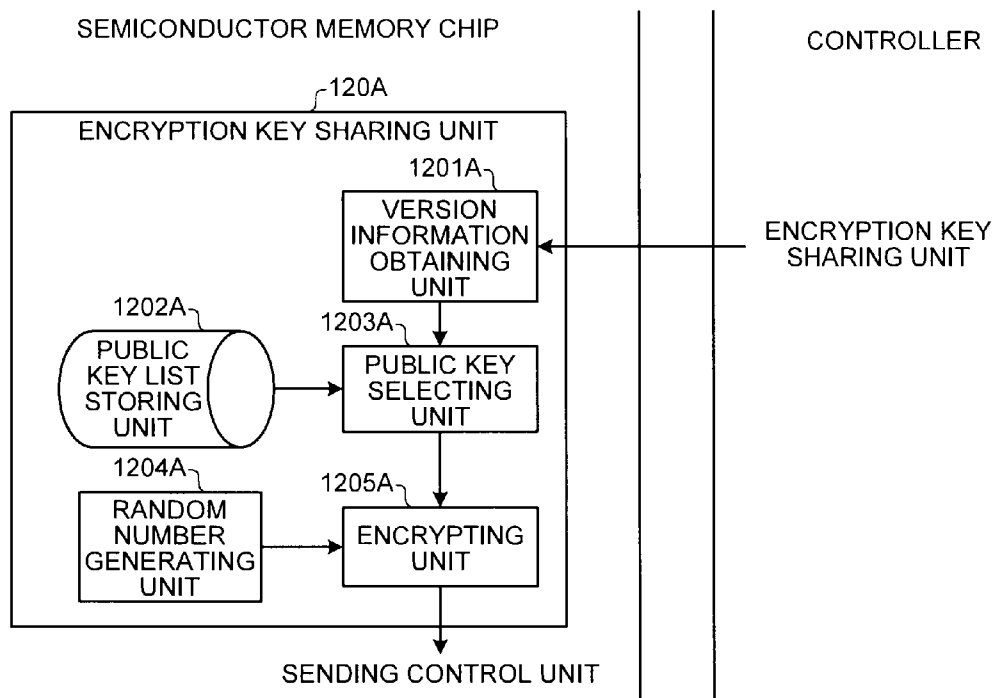 SEMICONDUCTOR MEMORY CHIP
CONTROLLER
120A
ENCRYPTION KEY SHARING UNIT
1201A
VERSION
INFORMATION
OBTAINING
UNIT
ENCRYPTION KEY
SHARING UNIT
1202A
PUBLIC
KEY LIST
STORING
UNIT
1203A
PUBLIC KEY
SELECTING
UNIT
1204A
RANDOM
NUMBER
GENERATING
UNIT
1205A
ENCRYPTING
UNIT
SENDING CONTROL UNIT